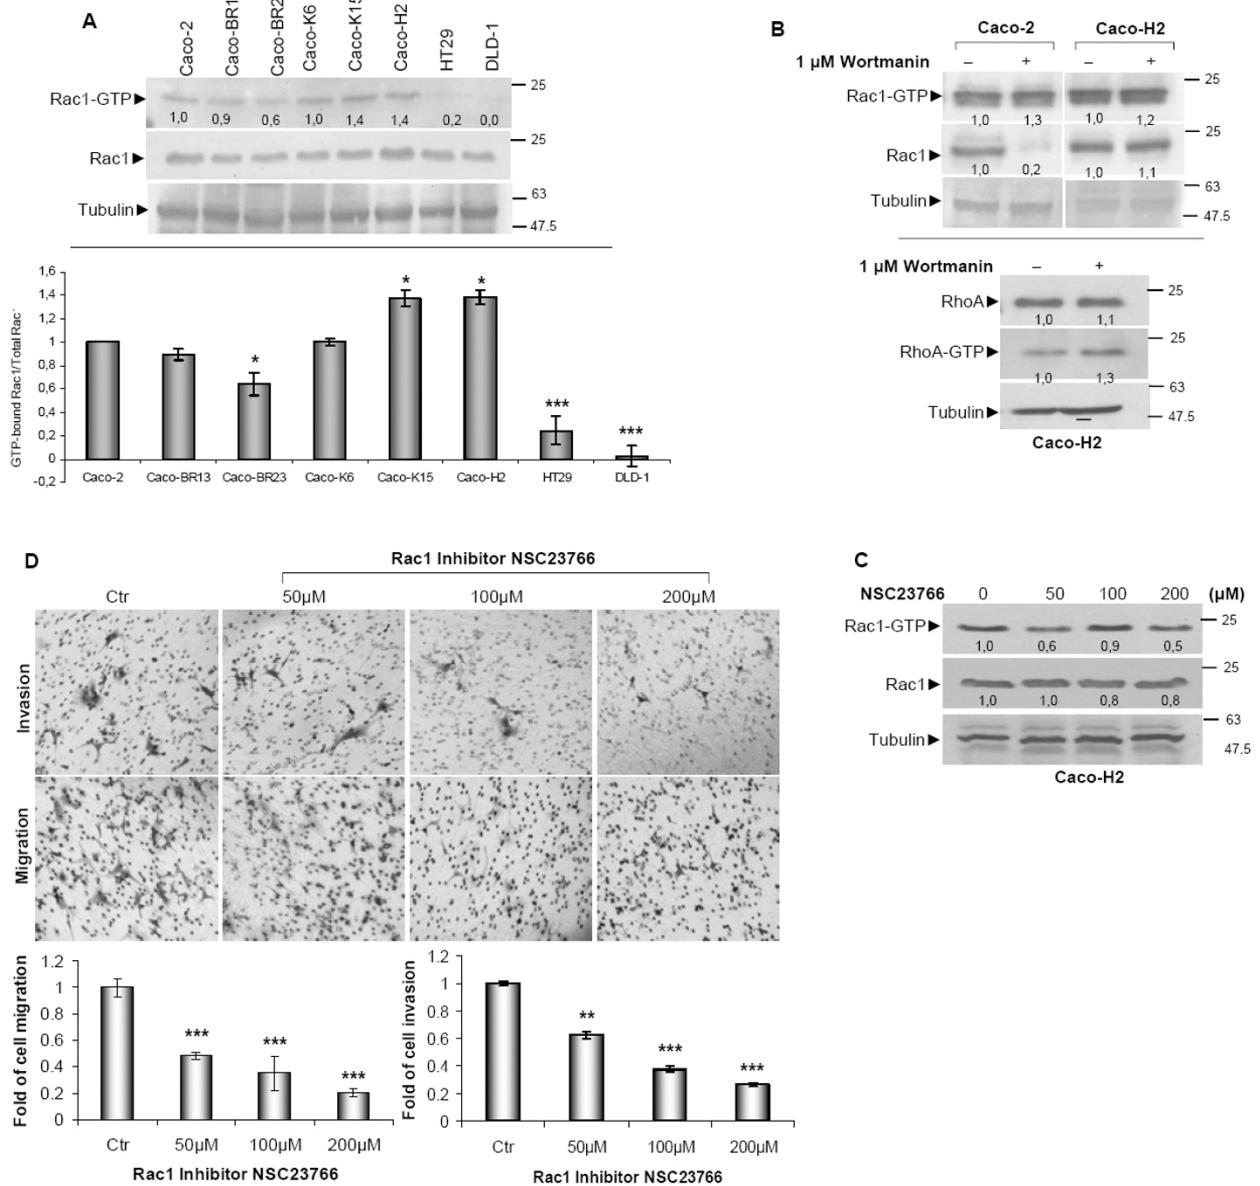 A
Caco-2
Caco-BR1
Caco-BR2
Caco-K6
Caco-K15
Caco-H2
HT29
DLD-1
Rac1-GTP
25
1,0 0,9 0,6 1,0 1,4 1,4 0,2 0,0
Rac1
25
Tubulin
63
47.5
GTP-bound Rac1/Total Rac
1,6
1,4
1,2
1
0,8
0,6
0,4
0,2
0
-0,2
* * * *** ***
Caco-2 Caco-BR13 Caco-BR23 Caco-K6 Caco-K15 Caco-H2 HT29 DLD-1
B
Caco-2 Caco-H2
1 µM Wortmanin – + – +
Rac1-GTP
25
1,0 1,3 1,0 1,2
Rac1
25
1,0 0,2 1,0 1,1
Tubulin
63
47.5
1 µM Wortmanin – +
RhoA
25
1,0 1,1
RhoA-GTP
25
1,0 1,3
Tubulin
63
47.5
Caco-H2
D
Rac1 Inhibitor NSC23766
Ctr 50µM 100µM 200µM
Invasion
Migration
Fold of cell migration
1.2
1
0.8
0.6
0.4
0.2
0
*** *** ***
Ctr 50µM 100µM 200µM
Rac1 Inhibitor NSC23766
Fold of cell invasion
1.2
1
0.8
0.6
0.4
0.2
0
** *** ***
Ctr 50µM 100µM 200µM
Rac1 Inhibitor NSC23766
C
NSC23766 0 50 100 200 (µM)
Rac1-GTP
25
1,0 0,6 0,9 0,5
Rac1
25
1,0 1,0 0,8 0,8
Tubulin
63
47.5
Caco-H2